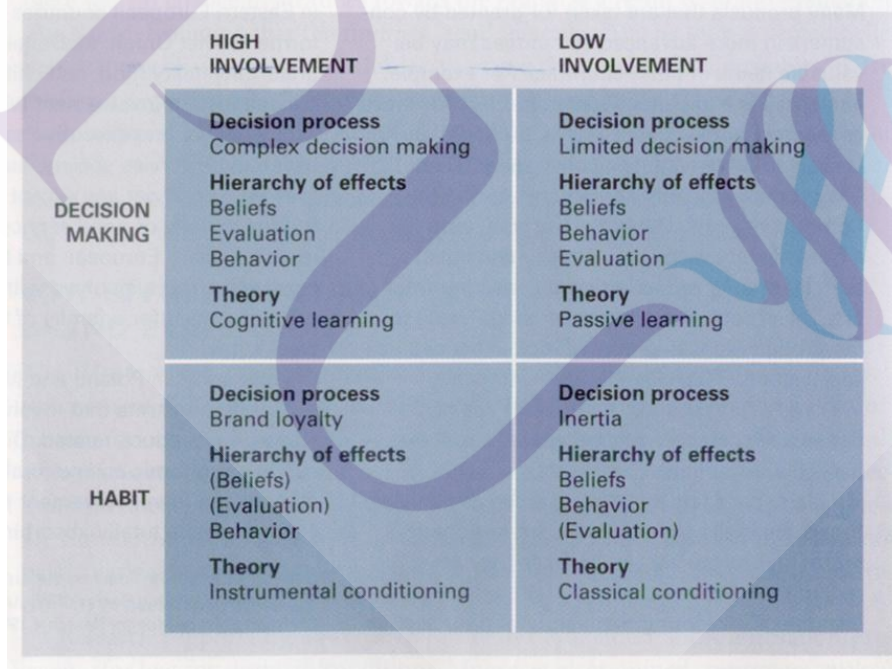 HIGH
INVOLVEMENT
LOW
INVOLVEMENT
DECISION
MAKING
Decision process
Complex decision making
Hierarchy of effects
Beliefs
Evaluation
Behavior
Theory
Cognitive learning
Decision process
Limited decision making
Hierarchy of effects
Beliefs
Behavior
Evaluation
Theory
Passive learning
HABIT
Decision process
Brand loyalty
Hierarchy of effects
(Beliefs)
(Evaluation)
Behavior
Theory
Instrumental conditioning
Decision process
Inertia
Hierarchy of effects
Beliefs
Behavior
(Evaluation)
Theory
Classical conditioning